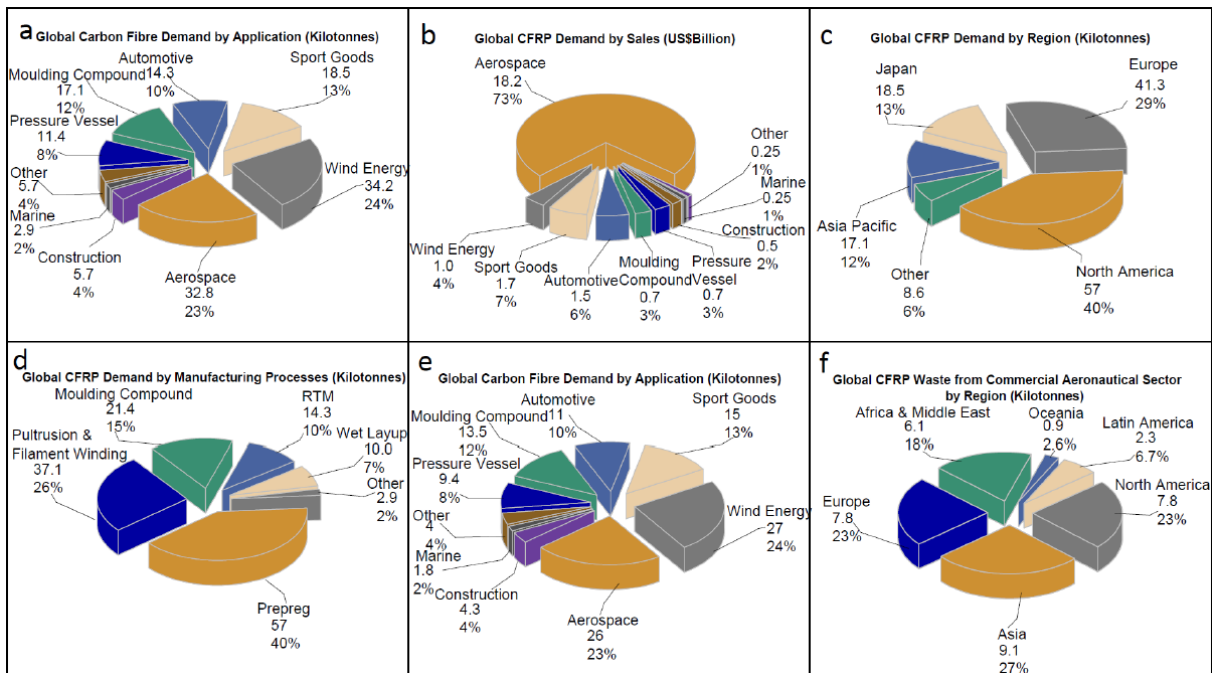 a
Global Carbon Fibre Demand by Application (Kilotonnes)
Automotive
14.3
10%
Sport Goods
18.5
13%
Moulding Compound
17.1
12%
Pressure Vessel
11.4
8%
Wind Energy
34.2
24%
Other
5.7
4%
Marine
2.9
2%
Construction
5.7
4%
Aerospace
32.8
23%
b
Global CFRP Demand by Sales (US$Billion)
Aerospace
18.2
73%
Other
0.25
1%
Marine
0.25
1%
Construction
0.5
2%
Wind Energy
1.0
4%
Sport Goods
1.7
7%
Automotive
1.5
6%
Moulding
Compound
0.7
3%
Pressure
Vessel
0.7
3%
c
Global CFRP Demand by Region (Kilotonnes)
Japan
18.5
13%
Europe
41.3
29%
Asia Pacific
17.1
12%
Other
8.6
6%
North America
57
40%
d
Global CFRP Demand by Manufacturing Processes (Kilotonnes)
Moulding Compound
21.4
15%
RTM
14.3
10%
Wet Layup
10.0
7%
Pultrusion &
Filament Winding
37.1
26%
Other
2.9
2%
Prepreg
57
40%
e
Global Carbon Fibre Demand by Application (Kilotonnes)
Automotive
11
10%
Sport Goods
15
13%
Moulding Compound
13.5
12%
Pressure Vessel
9.4
8%
Wind Energy
27
24%
Other
4
4%
Marine
1.8
2%
Construction
4.3
4%
Aerospace
26
23%
f
Global CFRP Waste from Commercial Aeronautical Sector
by Region (Kilotonnes)
Africa & Middle East
6.1
18%
Oceania
0.9
2.6%
Latin America
2.3
6.7%
North America
7.8
23%
Europe
7.8
23%
Asia
9.1
27%